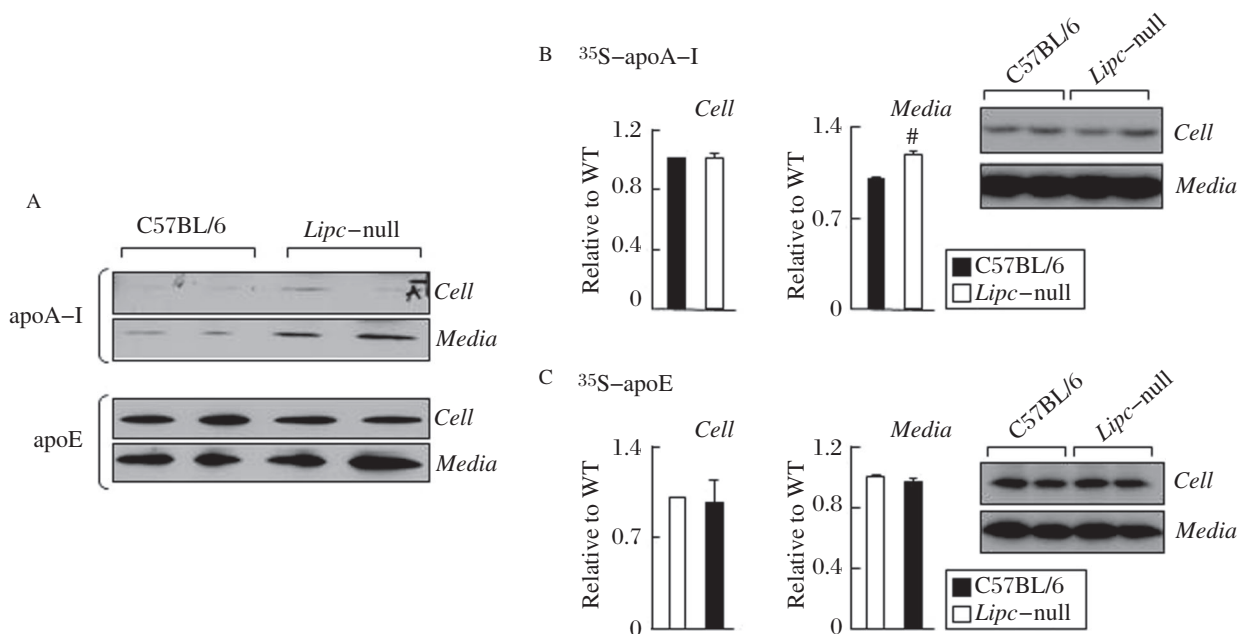 A
C57BL/6 Lipc–null
apoA–I
Cell
Media
apoE
Cell
Media
B 35S–apoA–I
Relative to WT
1.2
0.8
0.4
0
Cell
Relative to WT
1.4
0.7
0
Media
#
C57BL/6 Lipc–null
Cell
Media
C57BL/6
Lipc–null
C 35S–apoE
Relative to WT
1.4
0.7
0
Cell
Relative to WT
1.2
0.8
0.4
0
Media
C57BL/6 Lipc–null
Cell
Media
C57BL/6
Lipc–null